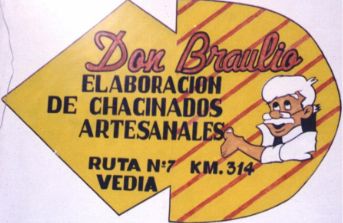 Don Braulio
ELABORACION
DE CHACINADOS
ARTESANALES
RUTA Nº7 KM.314
VEDIA